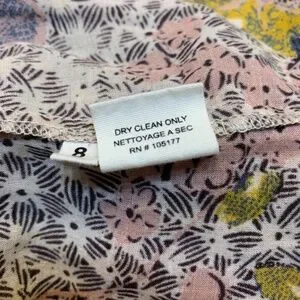 DRY CLEAN ONLY
NETTOYAGE A SEC
RN # 105177
8